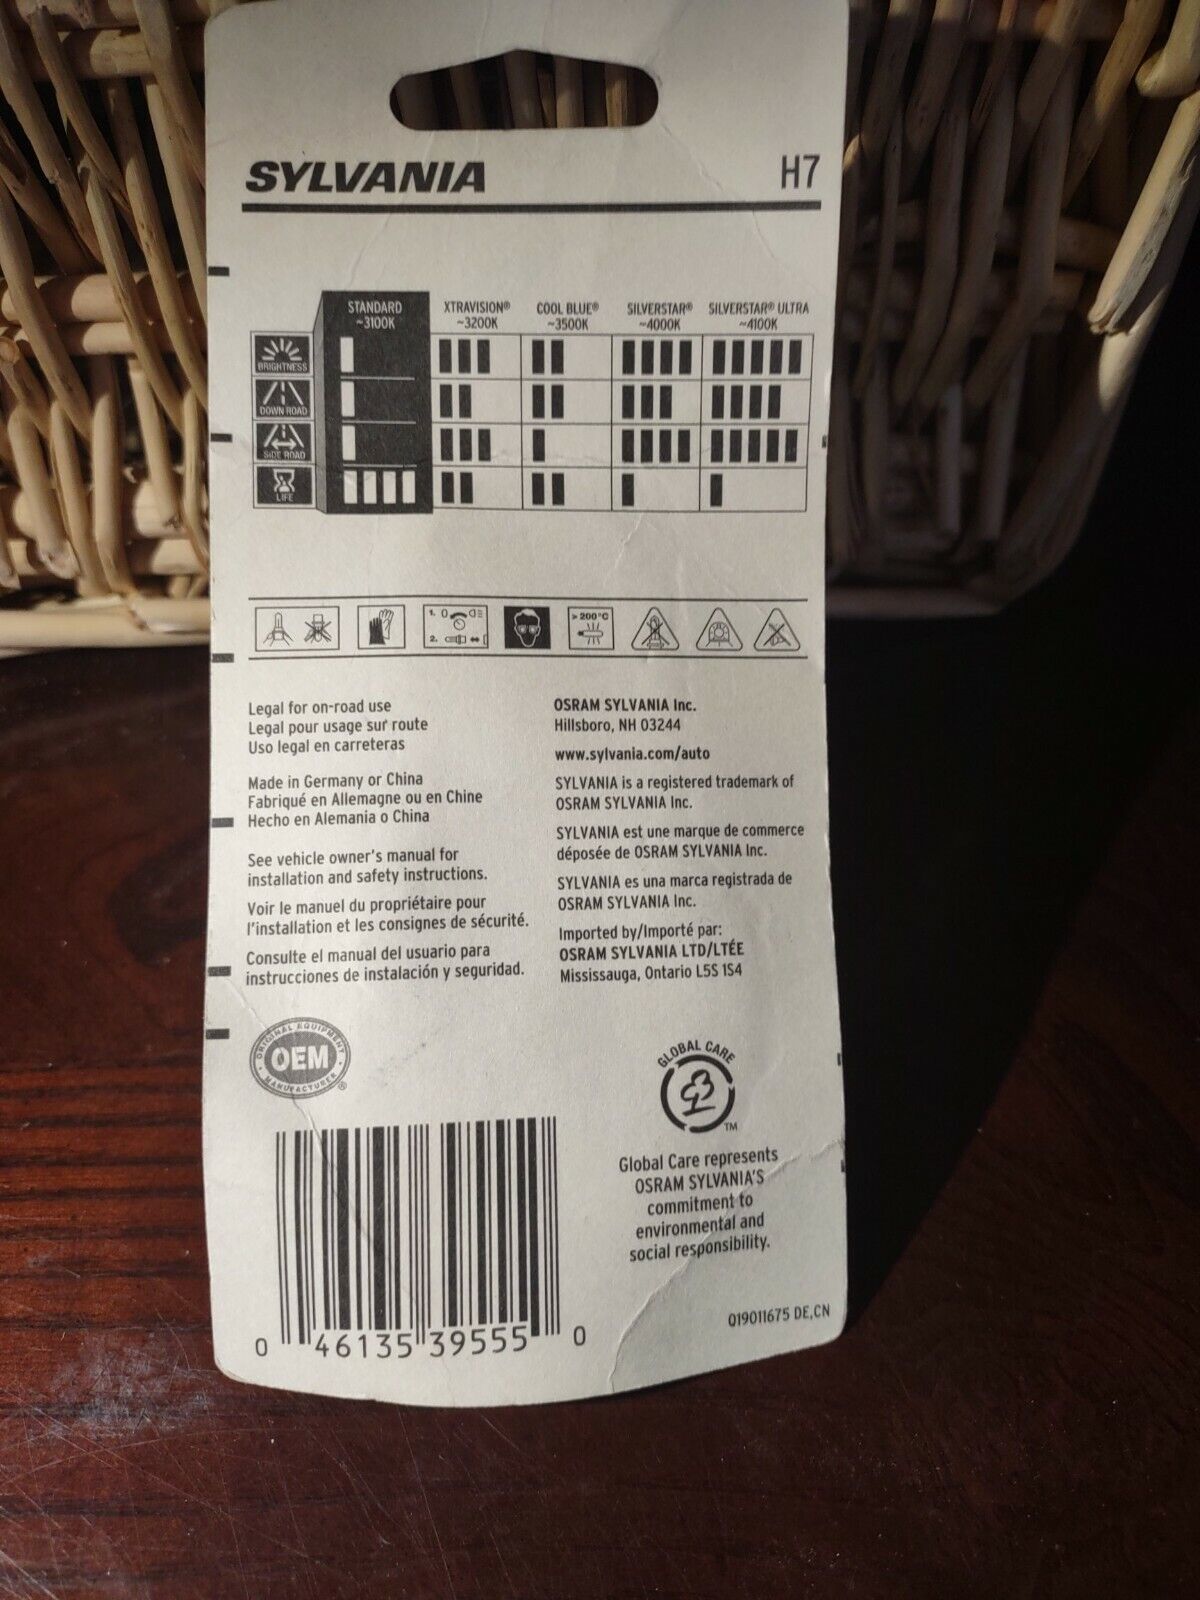 SYLVANIA H7
STANDARD XTRAVISION® COOL BLUE® SILVERSTAR® SILVERSTAR® ULTRA
~3100K ~3200K ~3500K ~4000K ~4100K
BRIGHTNESS
DOWN ROAD
SIDE ROAD
LIFE
1. 0
2.
> 200°C
Legal for on-road use
Legal pour usage sur route
Uso legal en carreteras
Made in Germany or China
Fabriqué en Allemagne ou en Chine
Hecho en Alemania o China
See vehicle owner's manual for
installation and safety instructions.
Voir le manuel du propriétaire pour
l'installation et les consignes de sécurité.
Consulte el manual del usuario para
instrucciones de instalación y seguridad.
OSRAM SYLVANIA Inc.
Hillsboro, NH 03244
www.sylvania.com/auto
SYLVANIA is a registered trademark of
OSRAM SYLVANIA Inc.
SYLVANIA est une marque de commerce
déposée de OSRAM SYLVANIA Inc.
SYLVANIA es una marca registrada de
OSRAM SYLVANIA Inc.
Imported by/Importé par:
OSRAM SYLVANIA LTD/LTÉE
Mississauga, Ontario L5S 1S4
ORIGINAL EQUIPMENT
OEM
MANUFACTURER ®
GLOBAL CARE
TM
Global Care represents
OSRAM SYLVANIA'S
commitment to
environmental and
social responsibility.
019011675 DE,CN
0 46135 39555 0